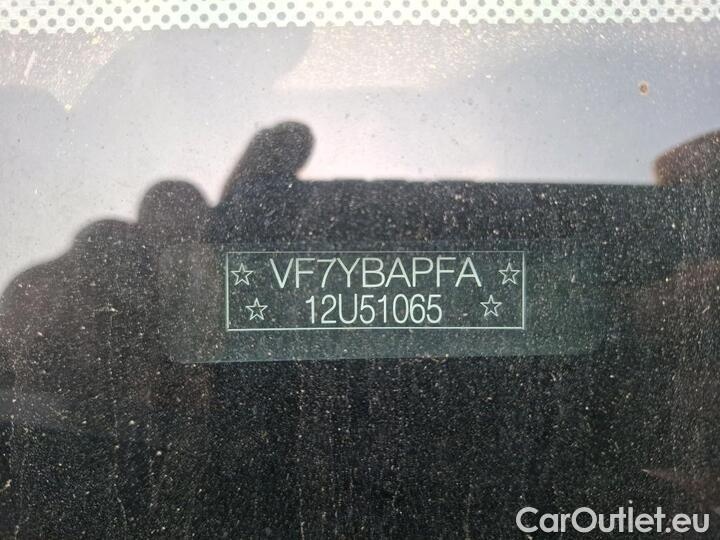 ☆ VF7YBAPFA ☆
☆ 12U51065 ☆
CarOutlet.eu